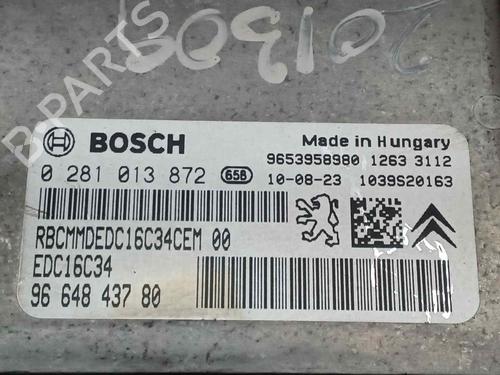 201309
B-PARTS
BOSCH
Made in Hungary
9653958980 1263 3112
0 281 013 872 658
10-08-23 1039S20163
RBCMMDEDC16C34CEM 00
EDC16C34
96 648 437 80